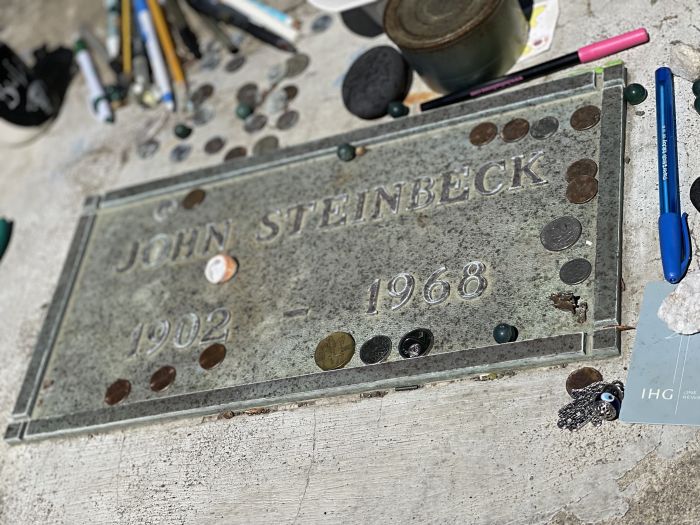 JOHN STEINBECK
1902 – 1968
IHG